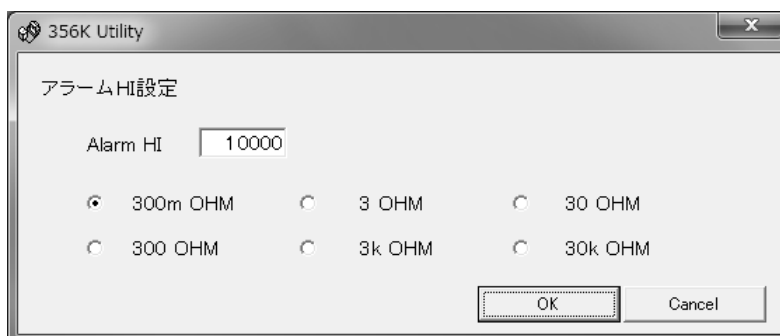 356K Utility
アラームHI設定
Alarm HI 10000
300m OHM 3 OHM 30 OHM
300 OHM 3k OHM 30k OHM
OK Cancel